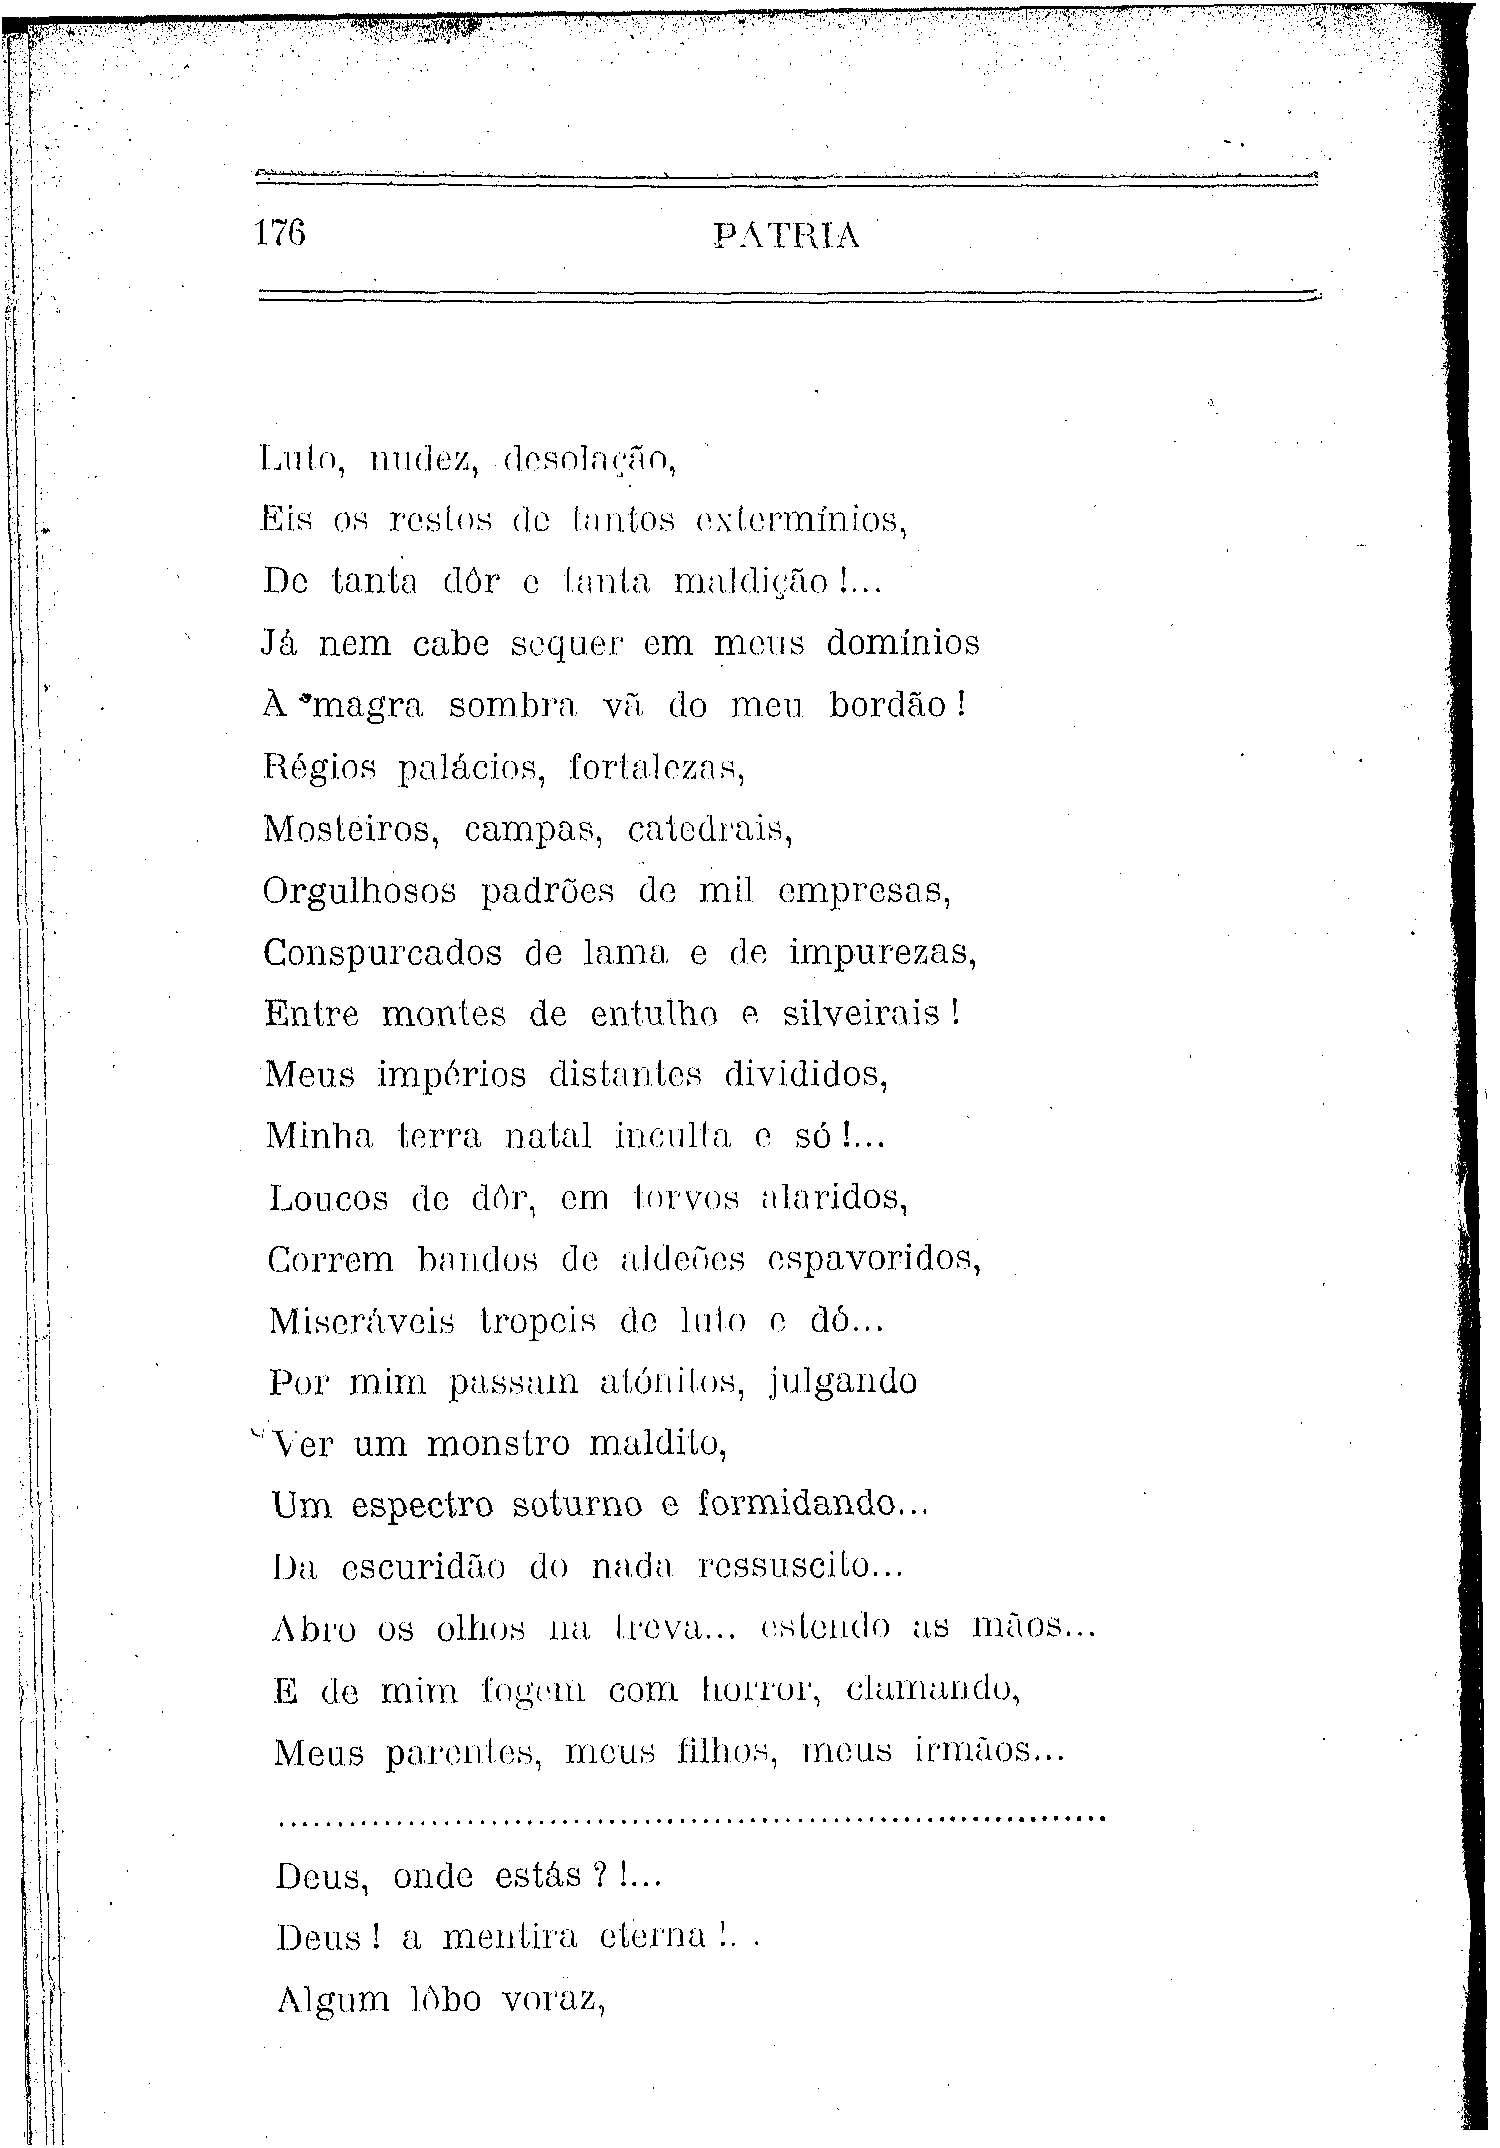 176 PATRIA
Luto, nudez, desolação,
Eis os restos de tantos extermínios,
De tanta dôr e tanta maldição !...
Já nem cabe sequer em meus domínios
A magra sombra vã do meu bordão !
Régios palácios, fortalezas,
Mosteiros, campas, catedrais,
Orgulhosos padrões de mil empresas,
Conspurcados de lama e de impurezas,
Entre montes de entulho e silveirais !
Meus impérios distantes divididos,
Minha terra natal inculta e só !...
Loucos de dôr, em torvos alaridos,
Correm bandos de aldeões espavoridos,
Miseráveis tropeis de luto e dó...
Por mim passam atónitos, julgando
Ver um monstro maldito,
Um espectro soturno e formidando...
Da escuridão do nada ressuscito...
Abro os olhos na treva... estendo as mãos...
E de mim fogem com horror, clamando,
Meus parentes, meus filhos, meus irmãos...
....................................................................................
Deus, onde estás ? !...
Deus ! a mentira eterna !. .
Algum lôbo voraz,